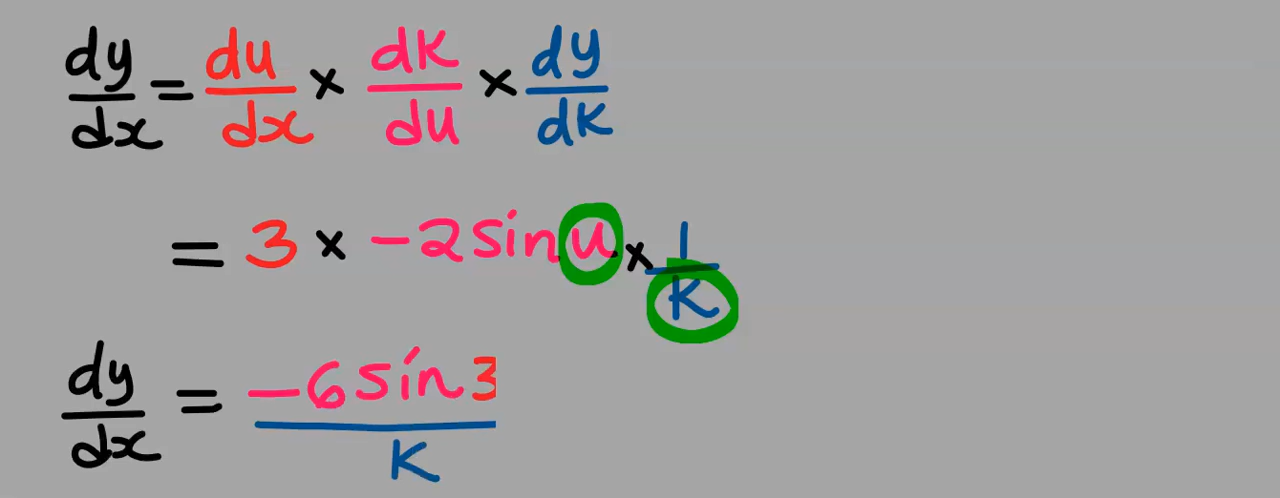 dy/dx = du/dx × dk/du × dy/dk
= 3 × -2sinu × 1/k
dy/dx = -6sin3/k